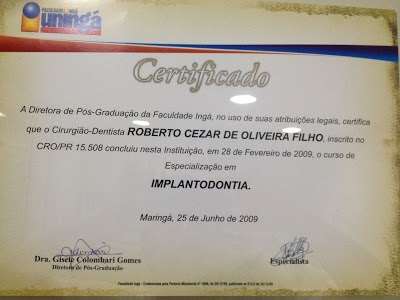 uningá
Certificado
A Diretora de Pós-Graduação da Faculdade Ingá, no uso de suas atribuições legais, certifica
que o Cirurgião-Dentista ROBERTO CEZAR DE OLIVEIRA FILHO, inscrito no
CRO/PR 15.508 concluiu nesta Instituição, em 28 de Fevereiro de 2009, o curso de
Especialização em
IMPLANTODONTIA.
Maringá, 25 de Junho de 2009
Dra. Gisele Colombari Gomes
Diretora de Pós-Graduação
Especialista